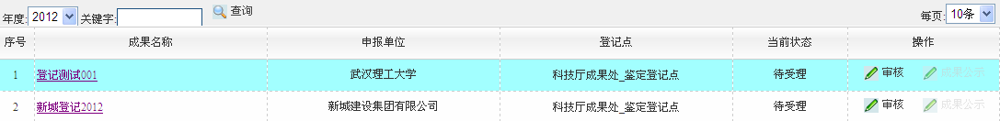 年度: 2012 关键字: 查询 每页: 10条
序号 成果名称 申报单位 登记点 当前状态 操作
1 登记测试001 武汉理工大学 科技厅成果处_鉴定登记点 待受理 审核 成果公示
2 新城登记2012 新城建设集团有限公司 科技厅成果处_鉴定登记点 待受理 审核 成果公示